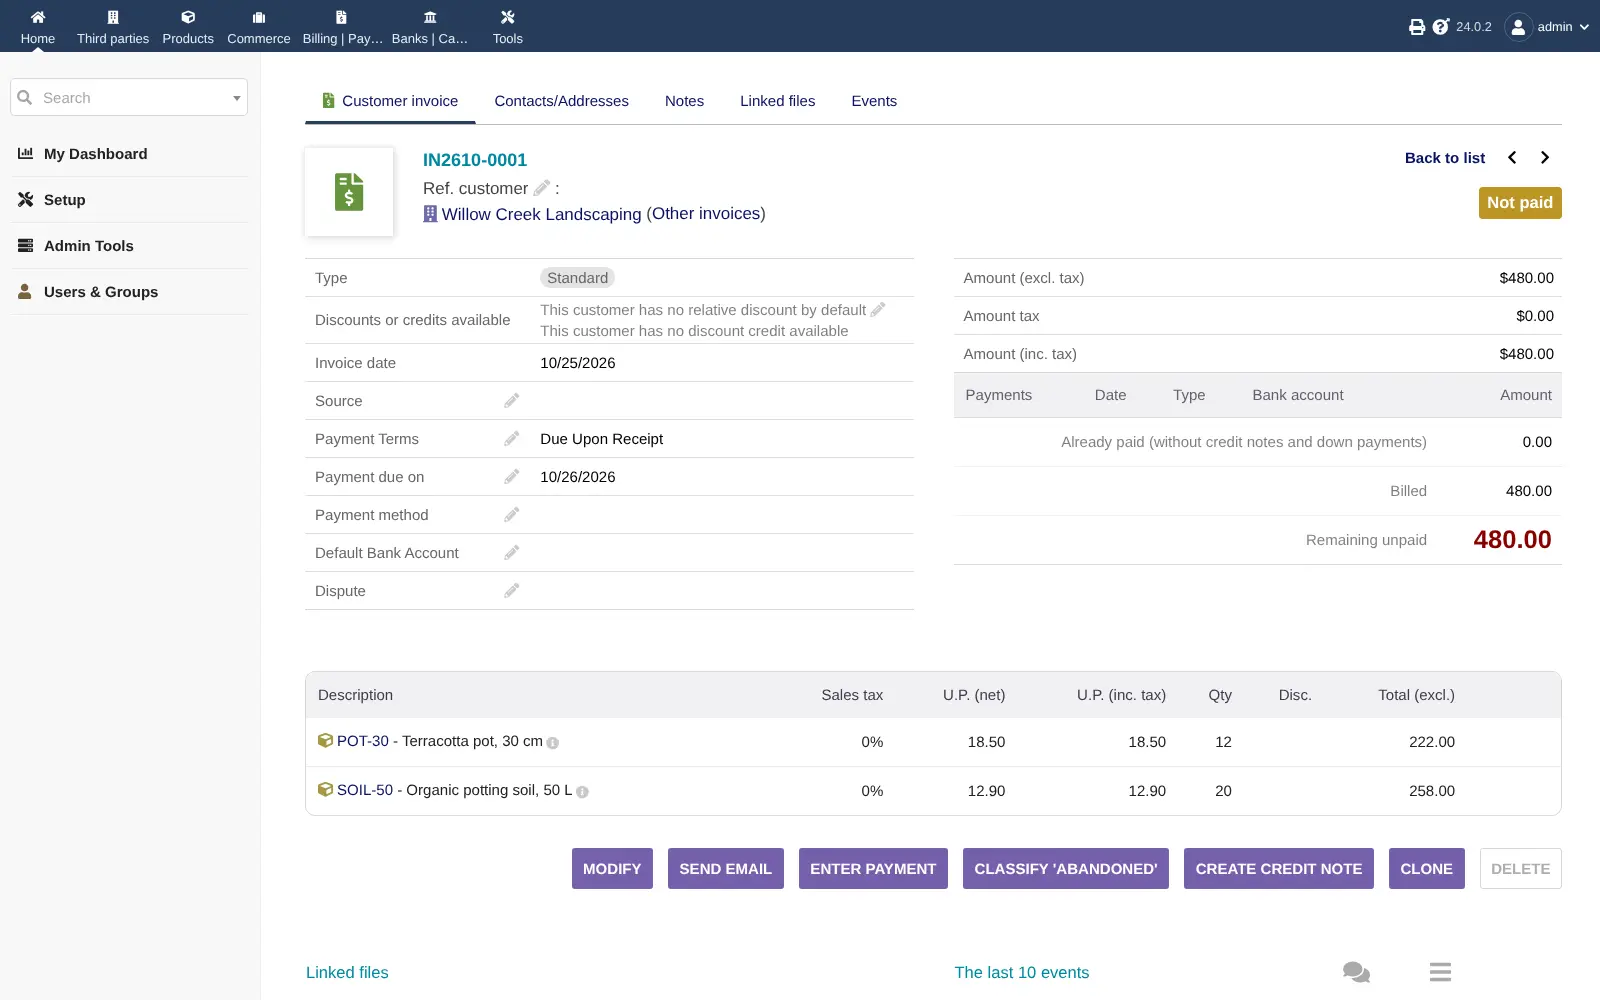 Home
Third parties
Products
Commerce
Billing | Pay...
Banks | Ca...
Tools
24.0.2
admin
Search
My Dashboard
Setup
Admin Tools
Users & Groups
Customer invoice
Contacts/Addresses
Notes
Linked files
Events
IN2610-0001
Ref. customer :
Willow Creek Landscaping (Other invoices)
Back to list
Not paid
Type Standard
Discounts or credits available
This customer has no relative discount by default
This customer has no discount credit available
Invoice date 10/25/2026
Source
Payment Terms Due Upon Receipt
Payment due on 10/26/2026
Payment method
Default Bank Account
Dispute
Amount (excl. tax) $480.00
Amount tax $0.00
Amount (inc. tax) $480.00
Payments Date Type Bank account Amount
Already paid (without credit notes and down payments) 0.00
Billed 480.00
Remaining unpaid 480.00
Description Sales tax U.P. (net) U.P. (inc. tax) Qty Disc. Total (excl.)
POT-30 - Terracotta pot, 30 cm 0% 18.50 18.50 12 222.00
SOIL-50 - Organic potting soil, 50 L 0% 12.90 12.90 20 258.00
MODIFY
SEND EMAIL
ENTER PAYMENT
CLASSIFY 'ABANDONED'
CREATE CREDIT NOTE
CLONE
DELETE
Linked files
The last 10 events